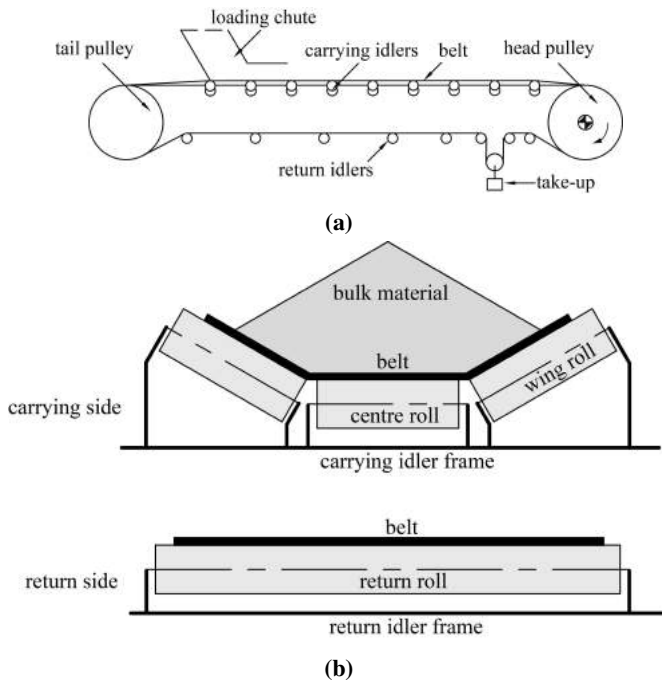 loading chute
tail pulley
carrying idlers
belt
head pulley
return idlers
take-up
(a)
bulk material
belt
wing roll
carrying side
centre roll
carrying idler frame
belt
return side
return roll
return idler frame
(b)